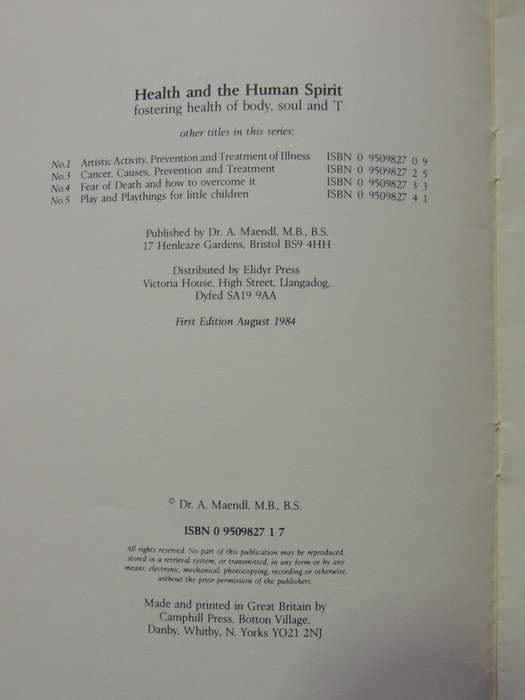 Health and the Human Spirit
fostering health of body, soul and 'I'
other titles in this series:
No.1 Artistic Activity, Prevention and Treatment of Illness ISBN 0 9509827 0 9
No.3 Cancer, Causes, Prevention and Treatment ISBN 0 9509827 2 5
No.4 Fear of Death and how to overcome it ISBN 0 9509827 3 3
No.5 Play and Playthings for little children ISBN 0 9509827 4 1
Published by Dr. A. Maendl, M.B., B.S.
17 Henleaze Gardens, Bristol BS9 4HH
Distributed by Elidyr Press
Victoria House, High Street, Llangadog,
Dyfed SA19 9AA
First Edition August 1984
© Dr. A. Maendl, M.B., B.S.
ISBN 0 9509827 1 7
All rights reserved. No part of this publication may be reproduced,
stored in a retrieval system, or transmitted, in any form or by any
means, electronic, mechanical, photocopying, recording or otherwise,
without the prior permission of the publishers.
Made and printed in Great Britain by
Camphill Press, Botton Village,
Danby, Whitby, N. Yorks YO21 2NJ